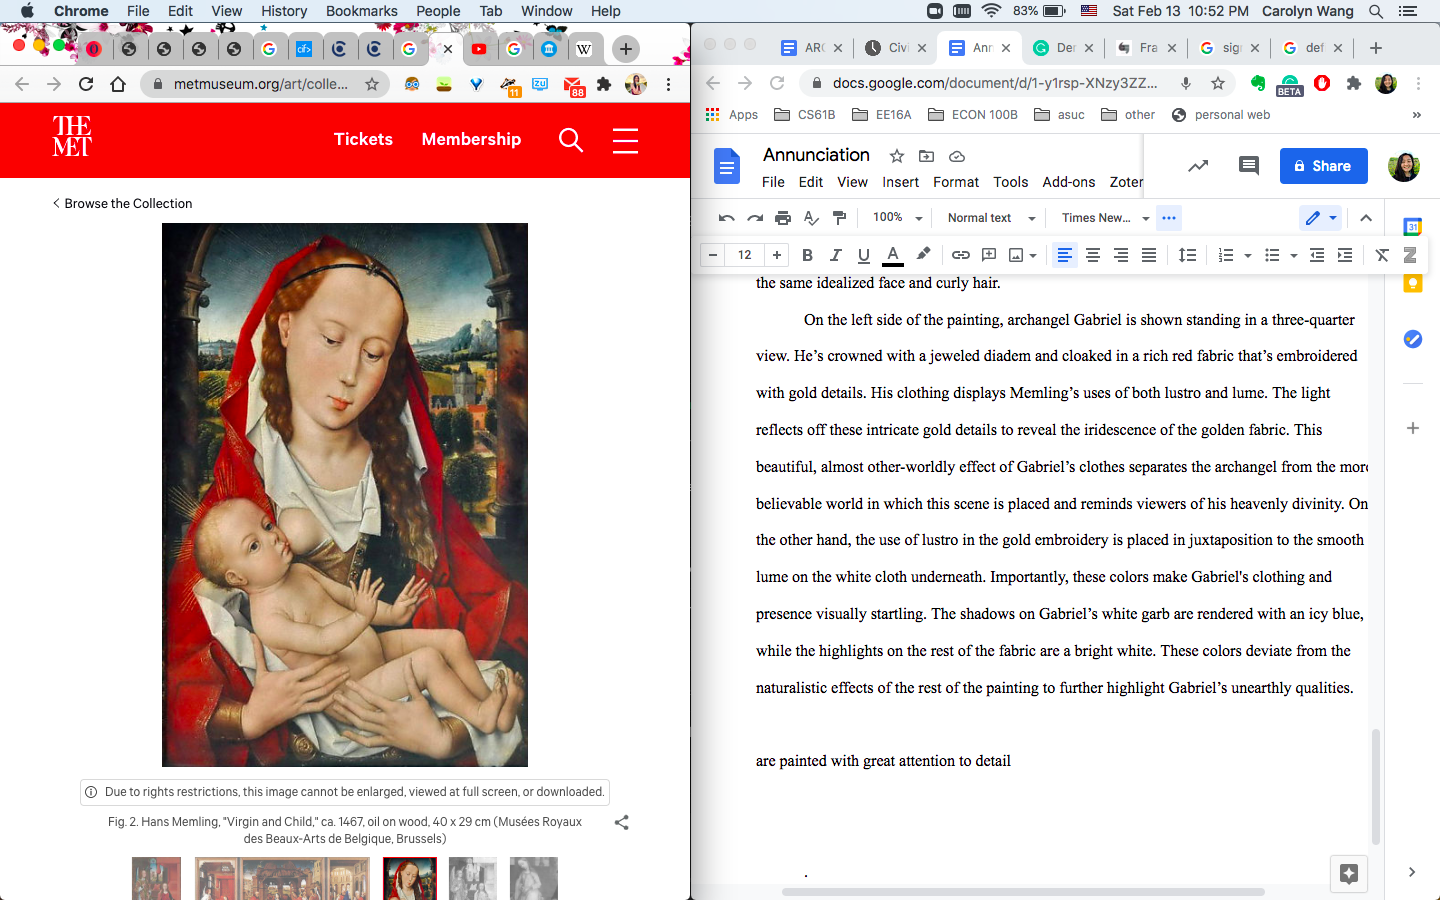 Chrome File Edit View History Bookmarks People Tab Window Help 83% Sat Feb 13 10:52 PM Carolyn Wang
metmuseum.org/art/colle...
11
zu
88
THE
MET
Tickets Membership
Browse the Collection
Due to rights restrictions, this image cannot be enlarged, viewed at full screen, or downloaded.
Fig. 2. Hans Memling, "Virgin and Child," ca. 1467, oil on wood, 40 x 29 cm (Musées Royaux
des Beaux-Arts de Belgique, Brussels)
ARC Civi Ann Der Fra sig def
docs.google.com/document/d/1-y1rsp-XNzy3ZZ...
BETA
Apps CS61B EE16A ECON 100B asuc other personal web
Annunciation
Share
File Edit View Insert Format Tools Add-ons Zoter
100% Normal text Times New...
31
12 B I U A
the same idealized face and curly hair.
On the left side of the painting, archangel Gabriel is shown standing in a three-quarter
view. He’s crowned with a jeweled diadem and cloaked in a rich red fabric that’s embroidered
with gold details. His clothing displays Memling’s uses of both lustro and lume. The light
reflects off these intricate gold details to reveal the iridescence of the golden fabric. This
beautiful, almost other-worldly effect of Gabriel’s clothes separates the archangel from the more
believable world in which this scene is placed and reminds viewers of his heavenly divinity. On
the other hand, the use of lustro in the gold embroidery is placed in juxtaposition to the smooth
lume on the white cloth underneath. Importantly, these colors make Gabriel's clothing and
presence visually startling. The shadows on Gabriel’s white garb are rendered with an icy blue,
while the highlights on the rest of the fabric are a bright white. These colors deviate from the
naturalistic effects of the rest of the painting to further highlight Gabriel’s unearthly qualities.
are painted with great attention to detail
.